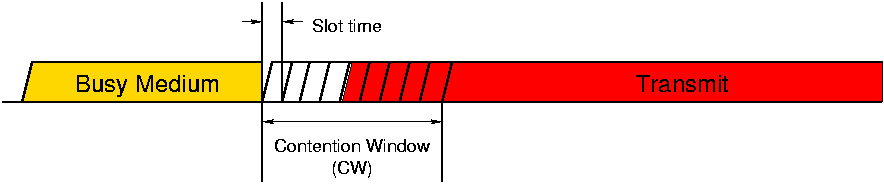 Slot time
Busy Medium
Transmit
Contention Window
(CW)